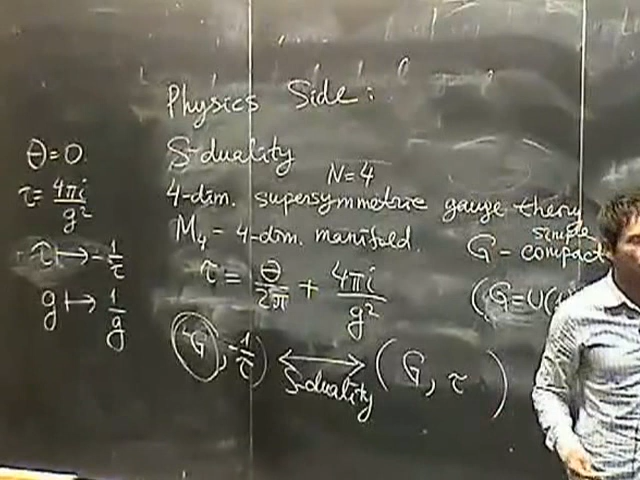 Physics Side:
θ=0.
τ=4πi/g²
τ ↦ -1/τ
g ↦ 1/g
S-duality
N=4
4-dim. supersymmetric gauge theory
M₄ - 4-dim. manifold.
simple
G - compact
τ = θ/2π + 4πi/g²
(G=U(
(ᴸG, -1/τ) ⟷ (G, τ)
S-duality